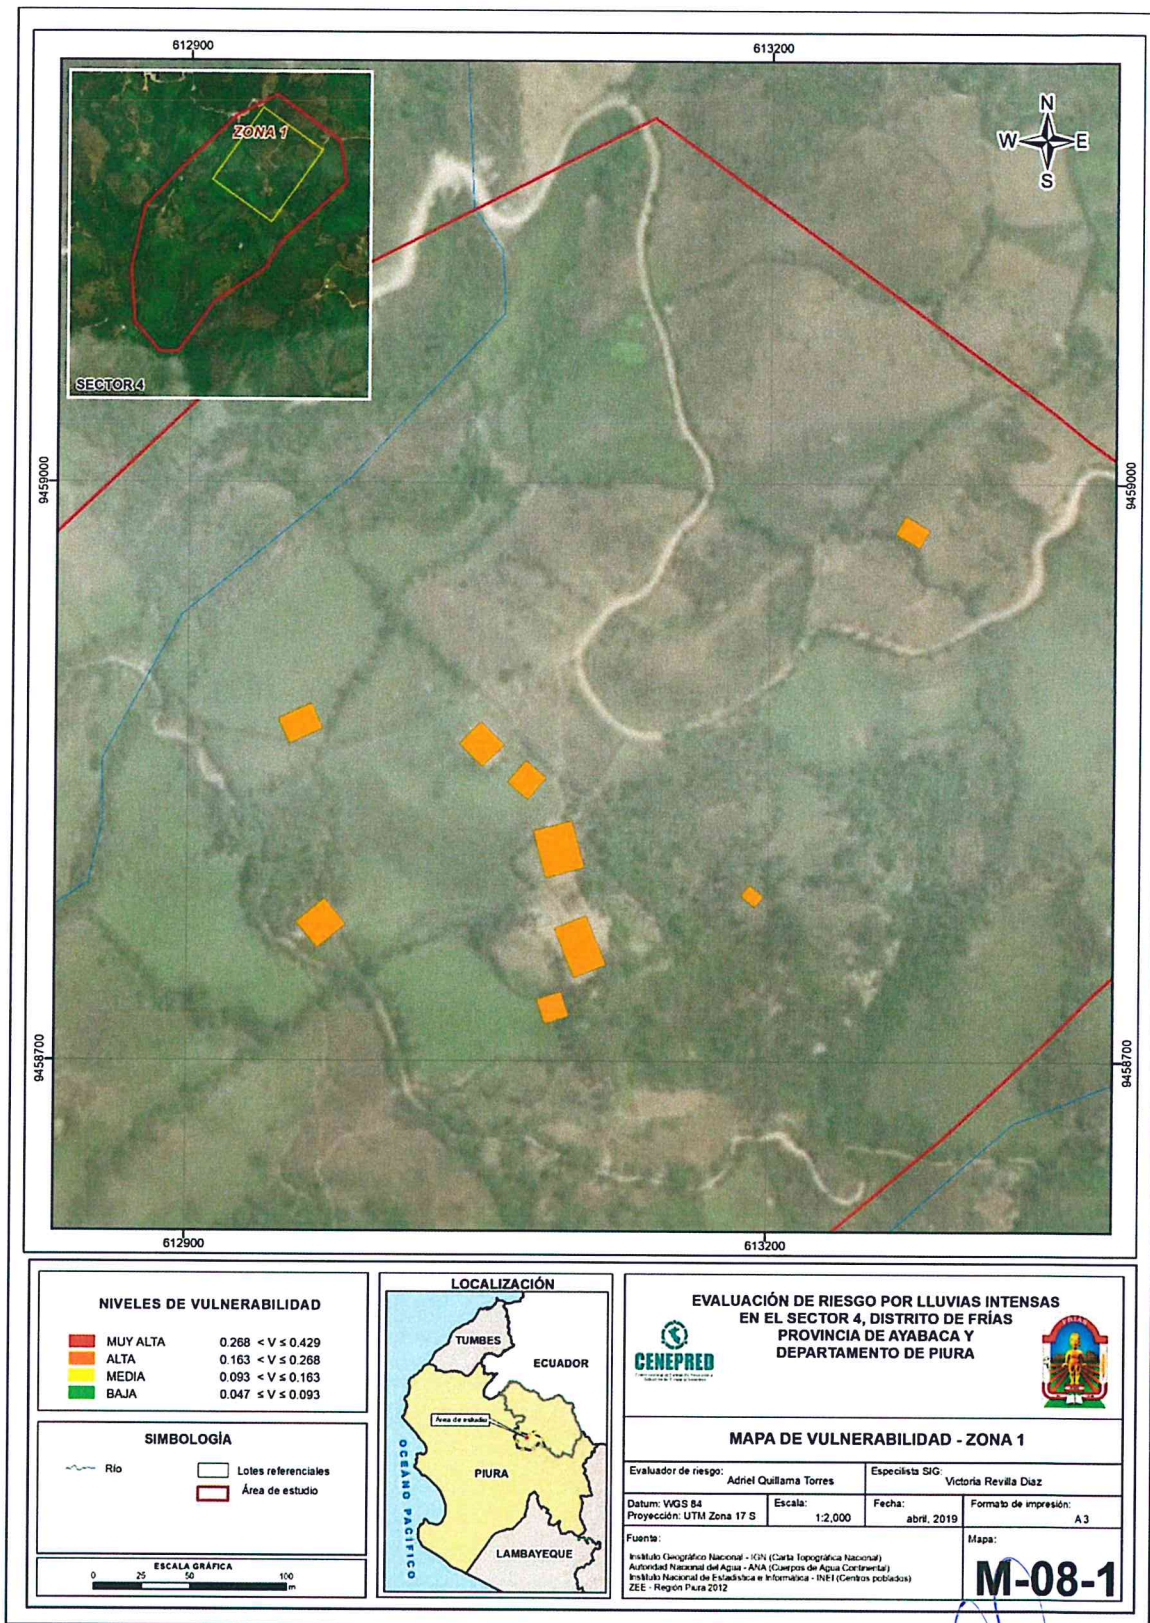 612900
613200
ZONA 1
SECTOR 4
N
W
E
S
9459000
9459000
9458700
9458700
612900
613200
NIVELES DE VULNERABILIDAD
MUY ALTA 0.268 < V ≤ 0.429
ALTA 0.163 < V ≤ 0.268
MEDIA 0.093 < V ≤ 0.163
BAJA 0.047 ≤ V ≤ 0.093
SIMBOLOGÍA
Río
Lotes referenciales
Área de estudio
ESCALA GRÁFICA
0 25 50 100
m
LOCALIZACIÓN
TUMBES
ECUADOR
Área de estudio
PIURA
OCEANO PACIFICO
LAMBAYEQUE
CENEPRED
EVALUACIÓN DE RIESGO POR LLUVIAS INTENSAS
EN EL SECTOR 4, DISTRITO DE FRÍAS
PROVINCIA DE AYABACA Y
DEPARTAMENTO DE PIURA
FRIAS
MAPA DE VULNERABILIDAD - ZONA 1
Evaluador de riesgo:
Adriel Quillama Torres
Especilista SIG:
Victoria Revilla Diaz
Datum: WGS 84
Proyección: UTM Zona 17 S
Escala:
1:2,000
Fecha:
abril, 2019
Formato de impresión:
A3
Fuente:
Instituto Geográfico Nacional - IGN (Carta Topográfica Nacional)
Autoridad Nacional del Agua - ANA (Cuerpos de Agua Continental)
Instituto Nacional de Estadística e Informática - INEI (Centros poblados)
ZEE - Región Piura 2012
Mapa:
M-08-1